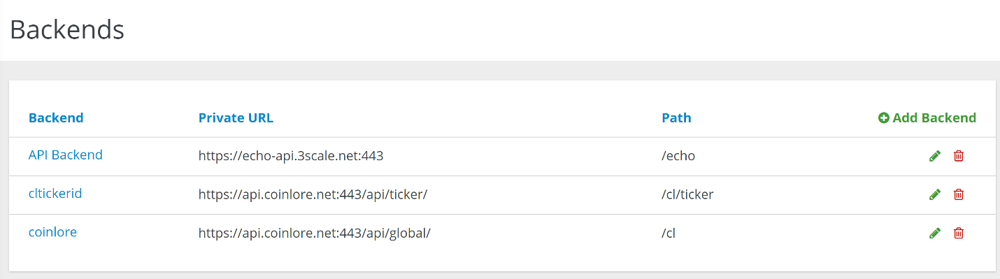 Backends
Backend Private URL Path Add Backend
API Backend https://echo-api.3scale.net:443 /echo
cltickerid https://api.coinlore.net:443/api/ticker/ /cl/ticker
coinlore https://api.coinlore.net:443/api/global/ /cl